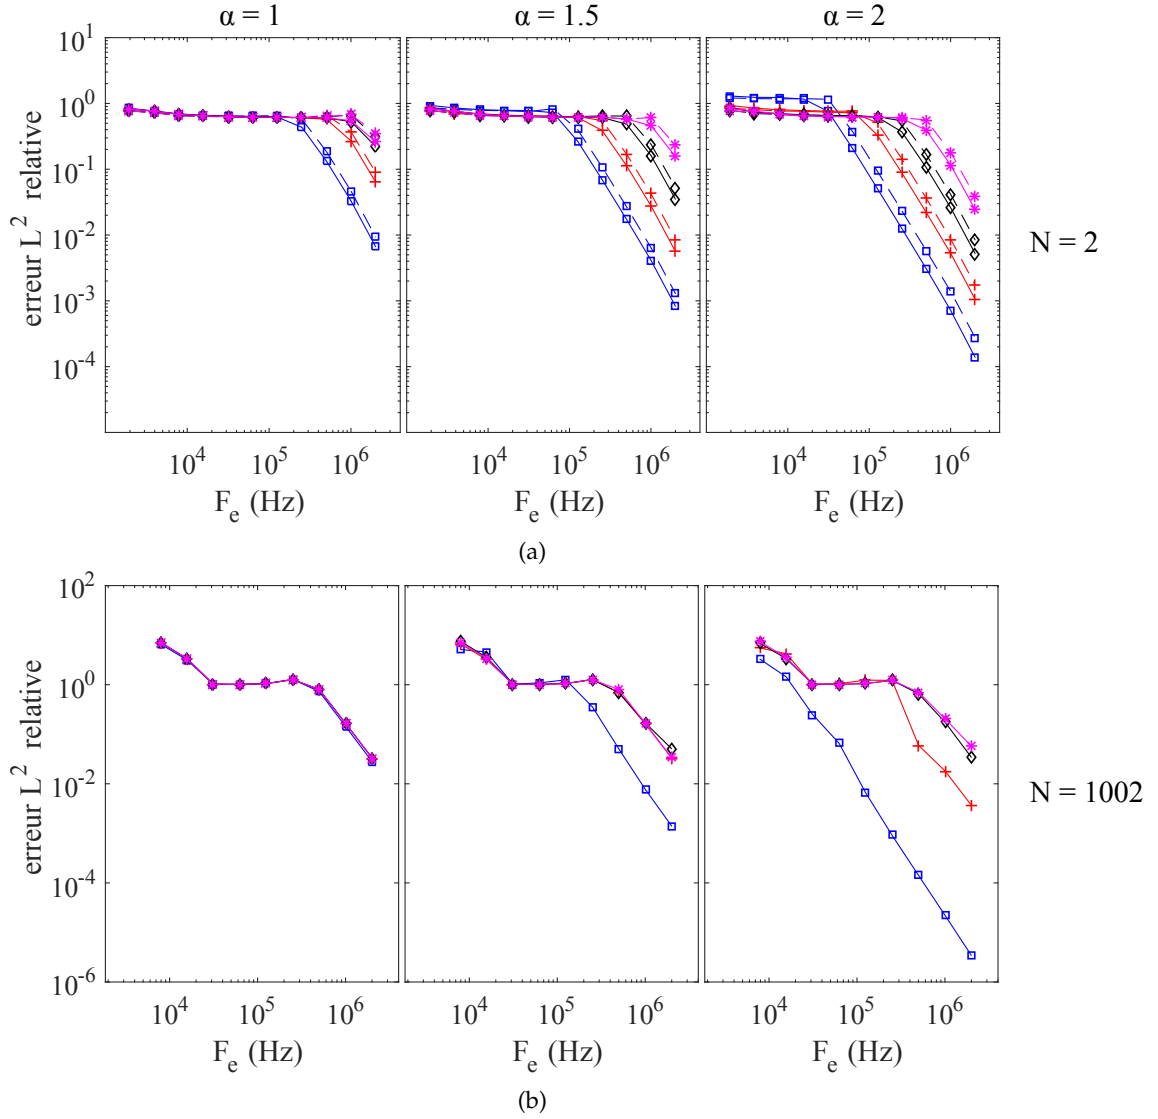 α = 1 α = 1.5 α = 2
10^1
10^0
10^-1
10^-2
10^-3
10^-4
erreur L^2 relative
N = 2
10^4 10^5 10^6 10^4 10^5 10^6 10^4 10^5 10^6
F_e (Hz) F_e (Hz) F_e (Hz)
(a)
10^2
10^0
10^-2
10^-4
10^-6
erreur L^2 relative
N = 1002
10^4 10^5 10^6 10^4 10^5 10^6 10^4 10^5 10^6
F_e (Hz) F_e (Hz) F_e (Hz)
(b)